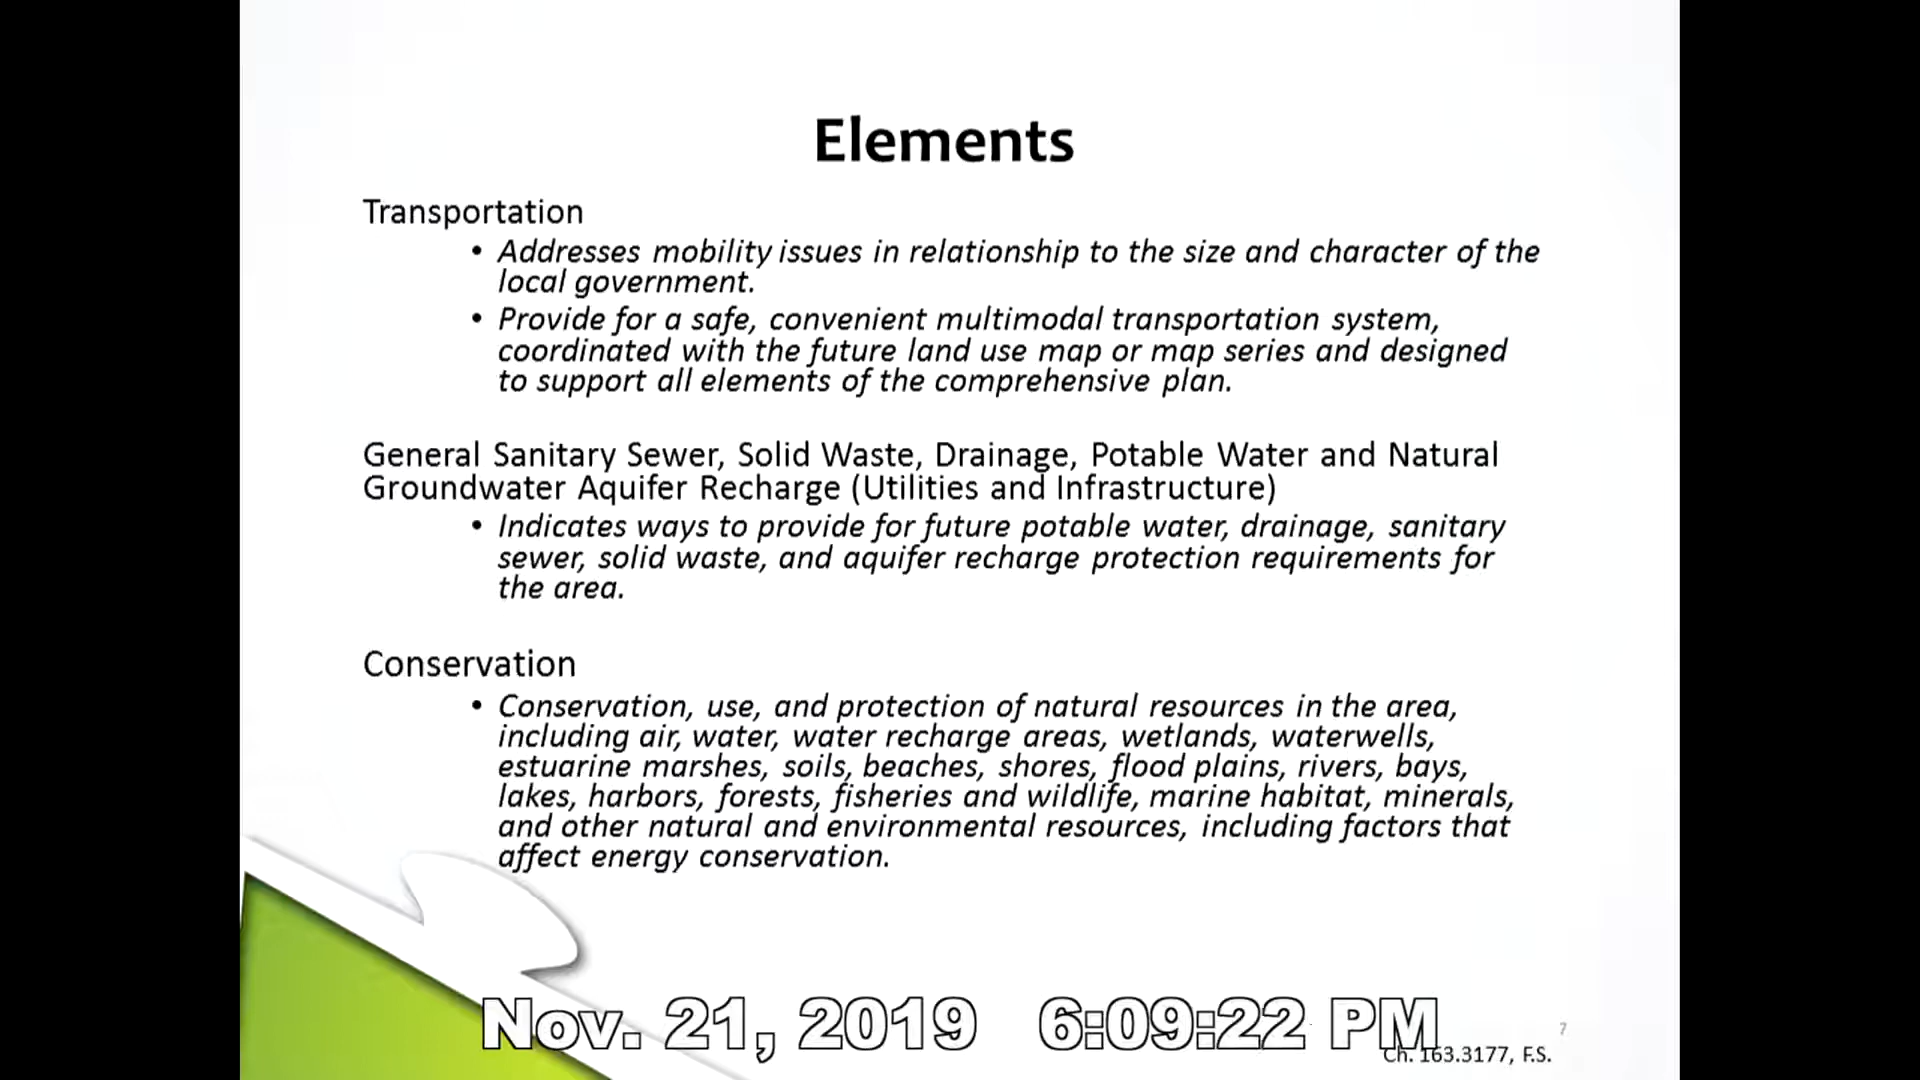 Elements
Transportation
• Addresses mobility issues in relationship to the size and character of the
local government.
• Provide for a safe, convenient multimodal transportation system,
coordinated with the future land use map or map series and designed
to support all elements of the comprehensive plan.
General Sanitary Sewer, Solid Waste, Drainage, Potable Water and Natural
Groundwater Aquifer Recharge (Utilities and Infrastructure)
• Indicates ways to provide for future potable water, drainage, sanitary
sewer, solid waste, and aquifer recharge protection requirements for
the area.
Conservation
• Conservation, use, and protection of natural resources in the area,
including air, water, water recharge areas, wetlands, waterwells,
estuarine marshes, soils, beaches, shores, flood plains, rivers, bays,
lakes, harbors, forests, fisheries and wildlife, marine habitat, minerals,
and other natural and environmental resources, including factors that
affect energy conservation.
Nov. 21, 2019 6:09:22 PM
7
Ch. 163.3177, F.S.